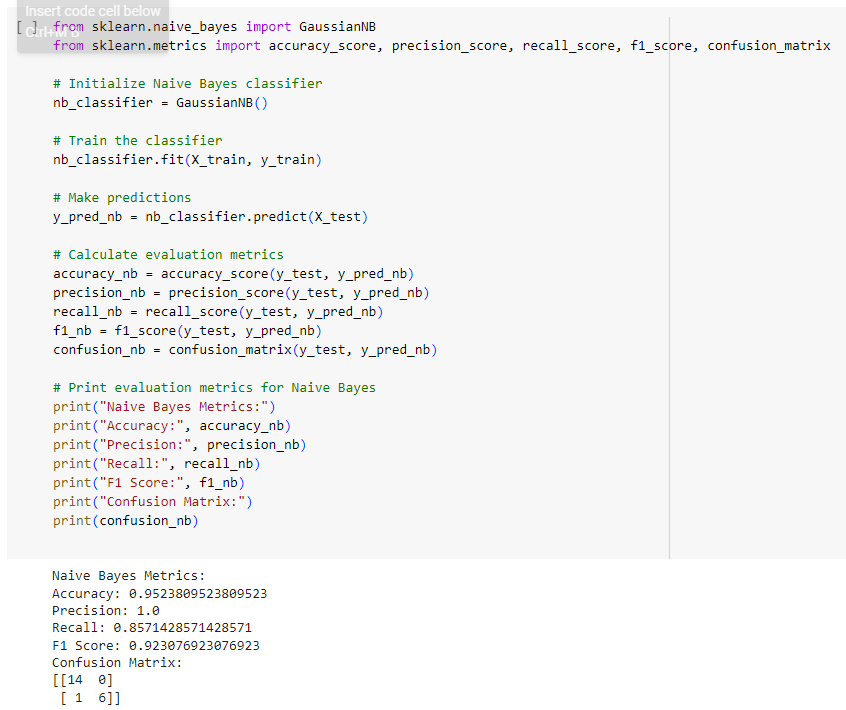 Insert code cell below
Ctrl+M B
[ ] from sklearn.naive_bayes import GaussianNB
from sklearn.metrics import accuracy_score, precision_score, recall_score, f1_score, confusion_matrix
# Initialize Naive Bayes classifier
nb_classifier = GaussianNB()
# Train the classifier
nb_classifier.fit(X_train, y_train)
# Make predictions
y_pred_nb = nb_classifier.predict(X_test)
# Calculate evaluation metrics
accuracy_nb = accuracy_score(y_test, y_pred_nb)
precision_nb = precision_score(y_test, y_pred_nb)
recall_nb = recall_score(y_test, y_pred_nb)
f1_nb = f1_score(y_test, y_pred_nb)
confusion_nb = confusion_matrix(y_test, y_pred_nb)
# Print evaluation metrics for Naive Bayes
print("Naive Bayes Metrics:")
print("Accuracy:", accuracy_nb)
print("Precision:", precision_nb)
print("Recall:", recall_nb)
print("F1 Score:", f1_nb)
print("Confusion Matrix:")
print(confusion_nb)
Naive Bayes Metrics:
Accuracy: 0.9523809523809523
Precision: 1.0
Recall: 0.8571428571428571
F1 Score: 0.923076923076923
Confusion Matrix:
[[14  0]
 [ 1  6]]